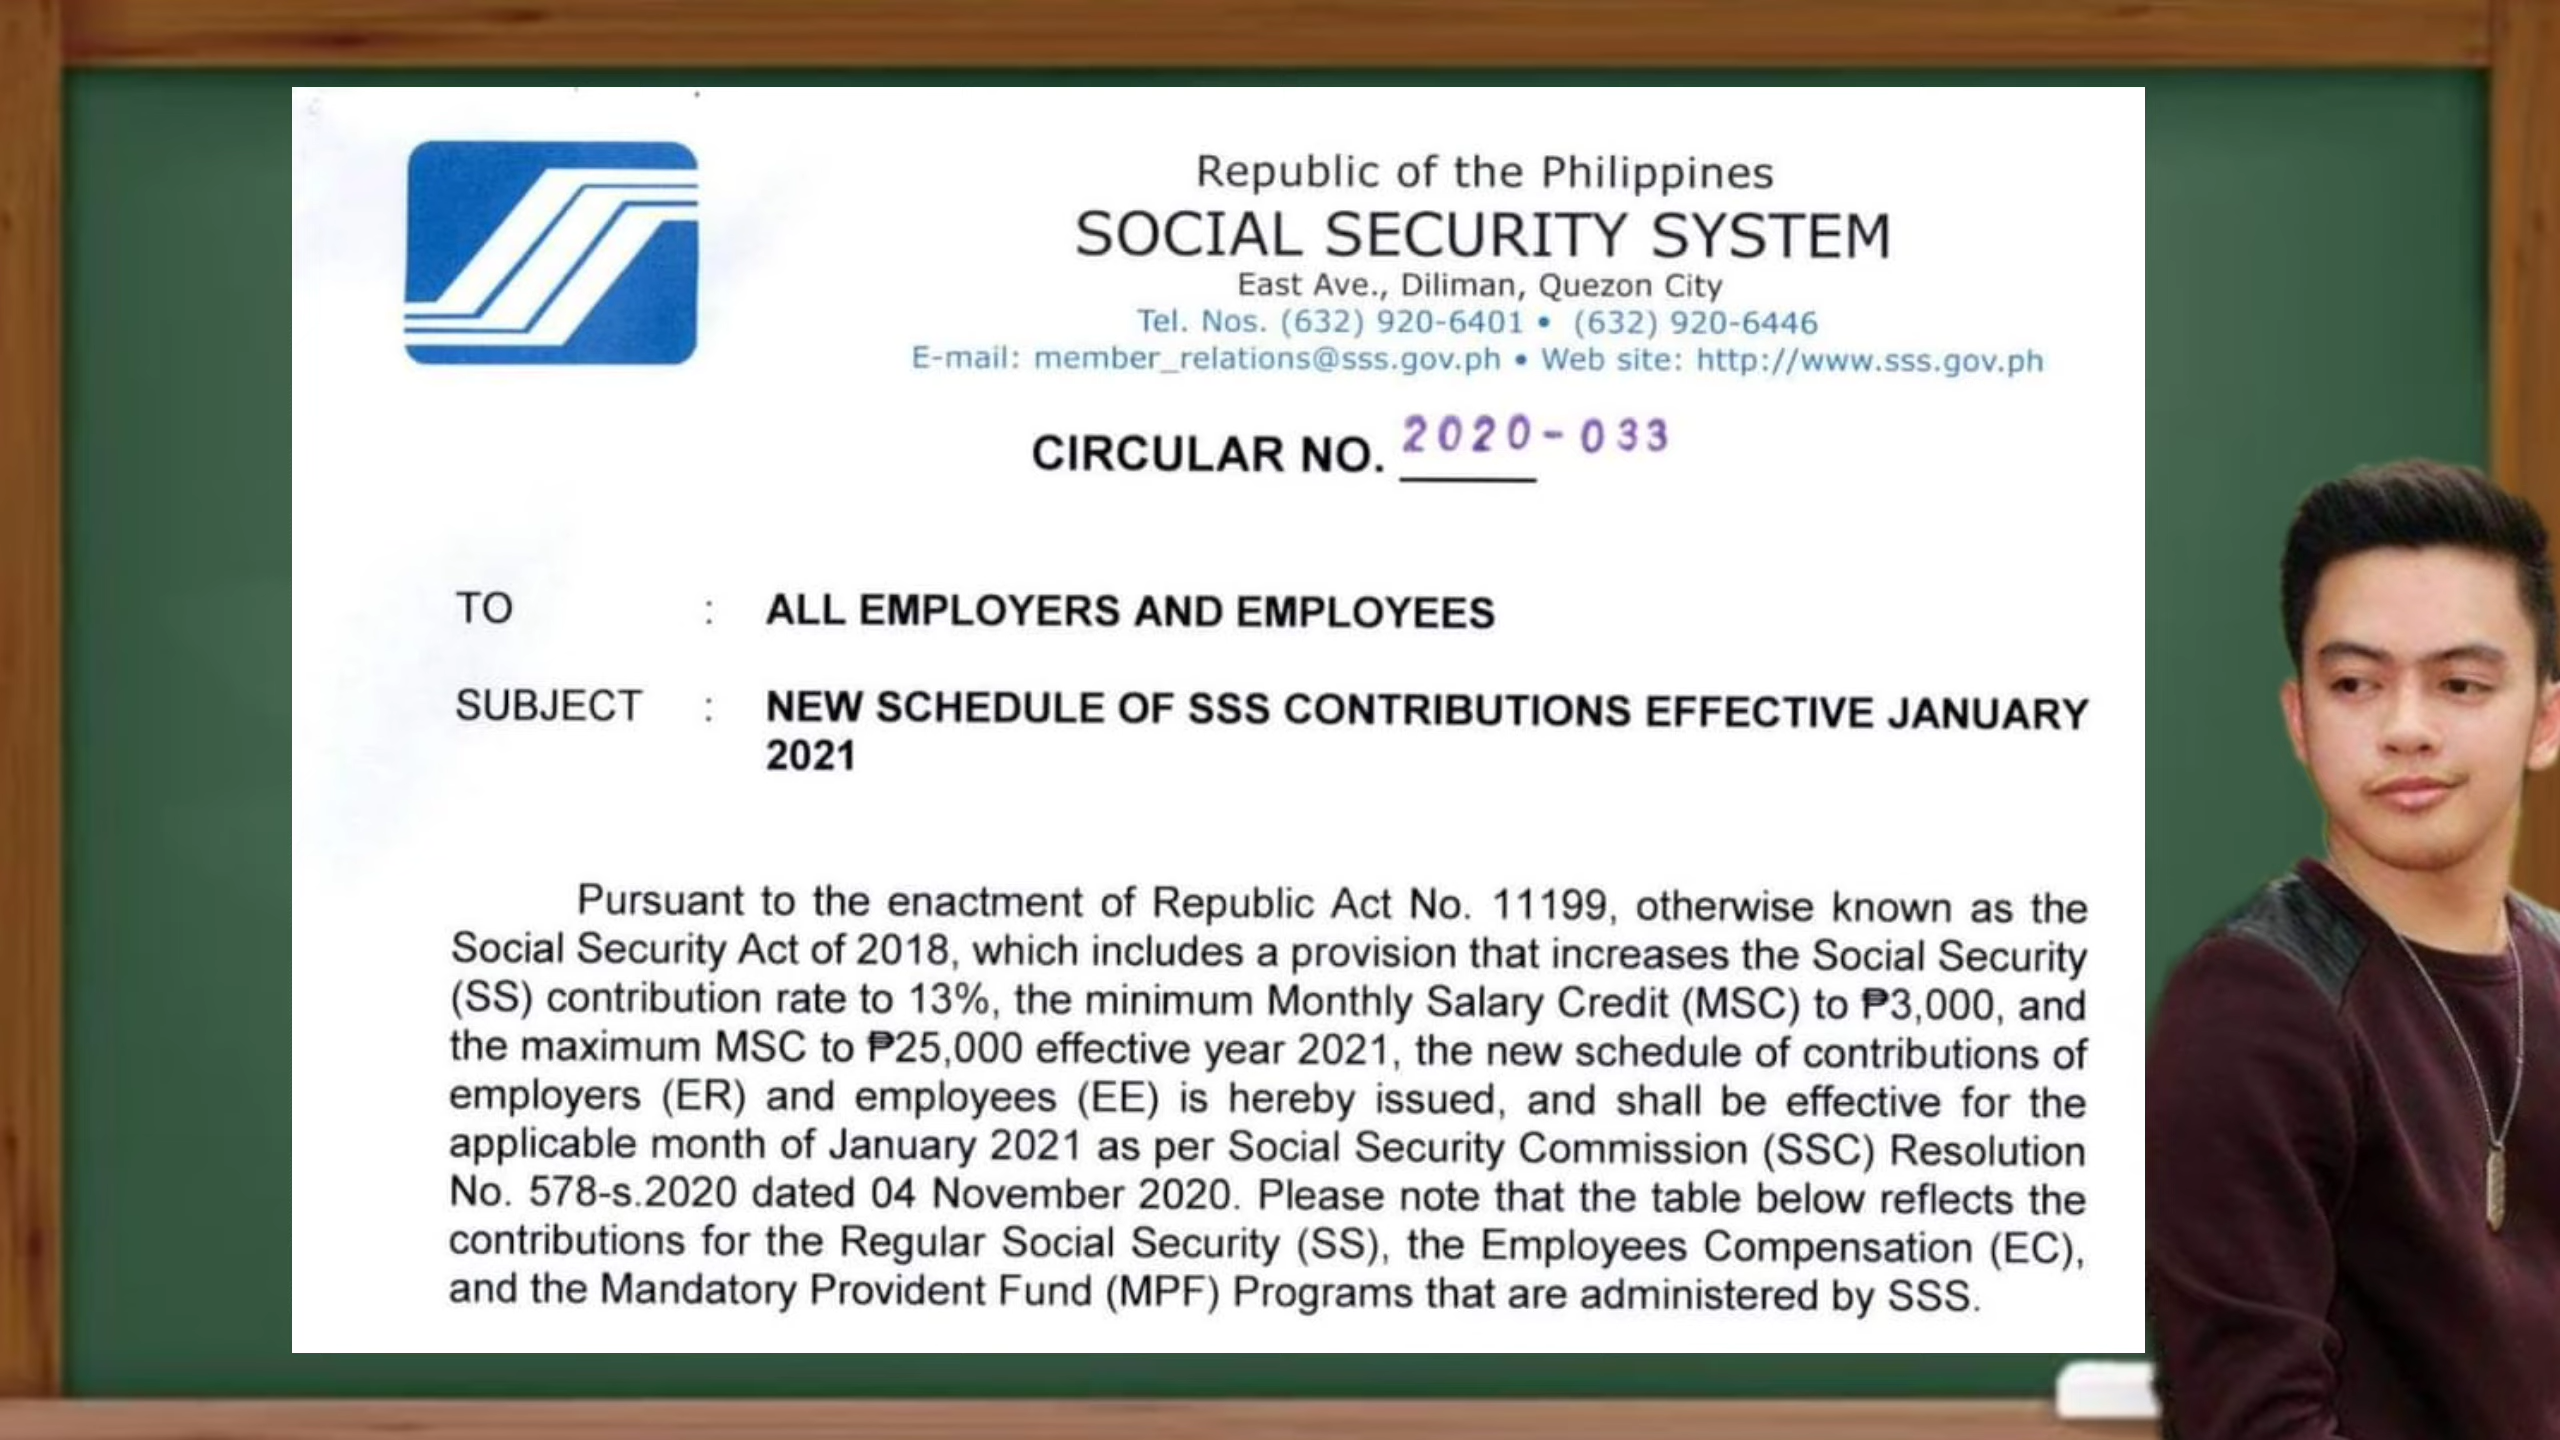 Republic of the Philippines
SOCIAL SECURITY SYSTEM
East Ave., Diliman, Quezon City
Tel. Nos. (632) 920-6401 • (632) 920-6446
E-mail: member_relations@sss.gov.ph • Web site: http://www.sss.gov.ph
CIRCULAR NO. 2020-033
TO : ALL EMPLOYERS AND EMPLOYEES
SUBJECT : NEW SCHEDULE OF SSS CONTRIBUTIONS EFFECTIVE JANUARY
2021
Pursuant to the enactment of Republic Act No. 11199, otherwise known as the
Social Security Act of 2018, which includes a provision that increases the Social Security
(SS) contribution rate to 13%, the minimum Monthly Salary Credit (MSC) to ₱3,000, and
the maximum MSC to ₱25,000 effective year 2021, the new schedule of contributions of
employers (ER) and employees (EE) is hereby issued, and shall be effective for the
applicable month of January 2021 as per Social Security Commission (SSC) Resolution
No. 578-s.2020 dated 04 November 2020. Please note that the table below reflects the
contributions for the Regular Social Security (SS), the Employees Compensation (EC),
and the Mandatory Provident Fund (MPF) Programs that are administered by SSS.